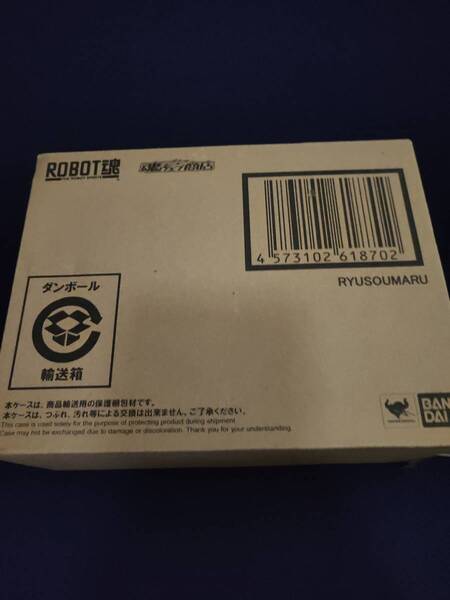 ROBOT魂
THE ROBOT SPIRITS
魂ウェブ商店
4 573102 618702
RYUSOUMARU
ダンボール
輸送箱
本ケースは、商品輸送用の保護梱包材です。
本ケースは、つぶれ、汚れ等による交換は出来ません。ご了承ください。
This case is used solely for the purpose of protecting product during shipment
Case may not be exchanged due to damage or discoloration. Thank you for your understanding.
BAN
DAI